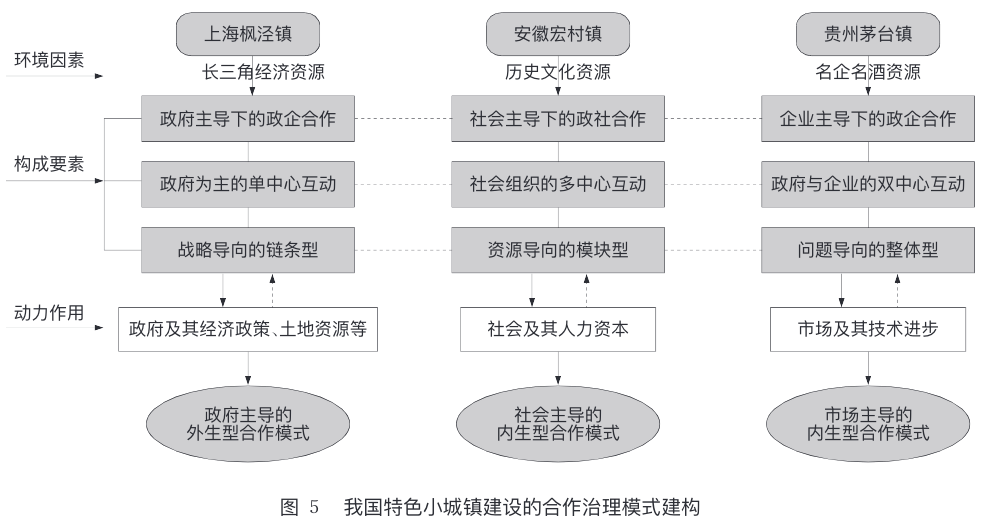 上海枫泾镇 安徽宏村镇 贵州茅台镇
环境因素
长三角经济资源 历史文化资源 名企名酒资源
政府主导下的政企合作 社会主导下的政社合作 企业主导下的政企合作
构成要素
政府为主的单中心互动 社会组织的多中心互动 政府与企业的双中心互动
战略导向的链条型 资源导向的模块型 问题导向的整体型
动力作用
政府及其经济政策、土地资源等 社会及其人力资本 市场及其技术进步
政府主导的 社会主导的 市场主导的
外生型合作模式 内生型合作模式 内生型合作模式
图 5 我国特色小城镇建设的合作治理模式建构